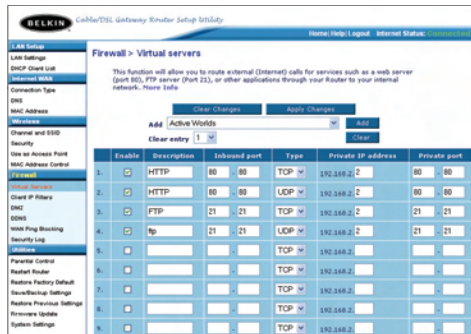 BELKIN Cable/DSL Gateway Router Setup Utility
Home|Help|Logout Internet Status: Connected
LAN Setup
LAN Settings
DHCP Client List
Internet WAN
Connection Type
DNS
MAC Address
Wireless
Channel and SSID
Security
Use as Access Point
MAC Address Control
Firewall
Virtual Servers
Client IP Filters
DMZ
DDNS
WAN Ping Blocking
Security Log
Utilities
Parental Control
Restart Router
Restore Factory Default
Save/Backup Settings
Restore Previous Settings
Firmware Update
System Settings
Firewall > Virtual servers
This function will allow you to route external (Internet) calls for services such as a web server
(port 80), FTP server (Port 21), or other applications through your Router to your internal
network. More Info
Clear Changes Apply Changes
Add Active Worlds Add
Clear entry 1 Clear
Enable Description Inbound port Type Private IP address Private port
1. HTTP 80 - 80 TCP 192.168.2. 2 80 - 80
2. HTTP 80 - 80 UDP 192.168.2. 2 80 - 80
3. FTP 21 - 21 TCP 192.168.2. 2 21 - 21
4. ftp 21 - 21 UDP 192.168.2. 2 21 - 21
5. - TCP 192.168.2. -
6. - TCP 192.168.2. -
7. - TCP 192.168.2. -
8. - TCP 192.168.2. -
9. - TCP 192.168.2. -